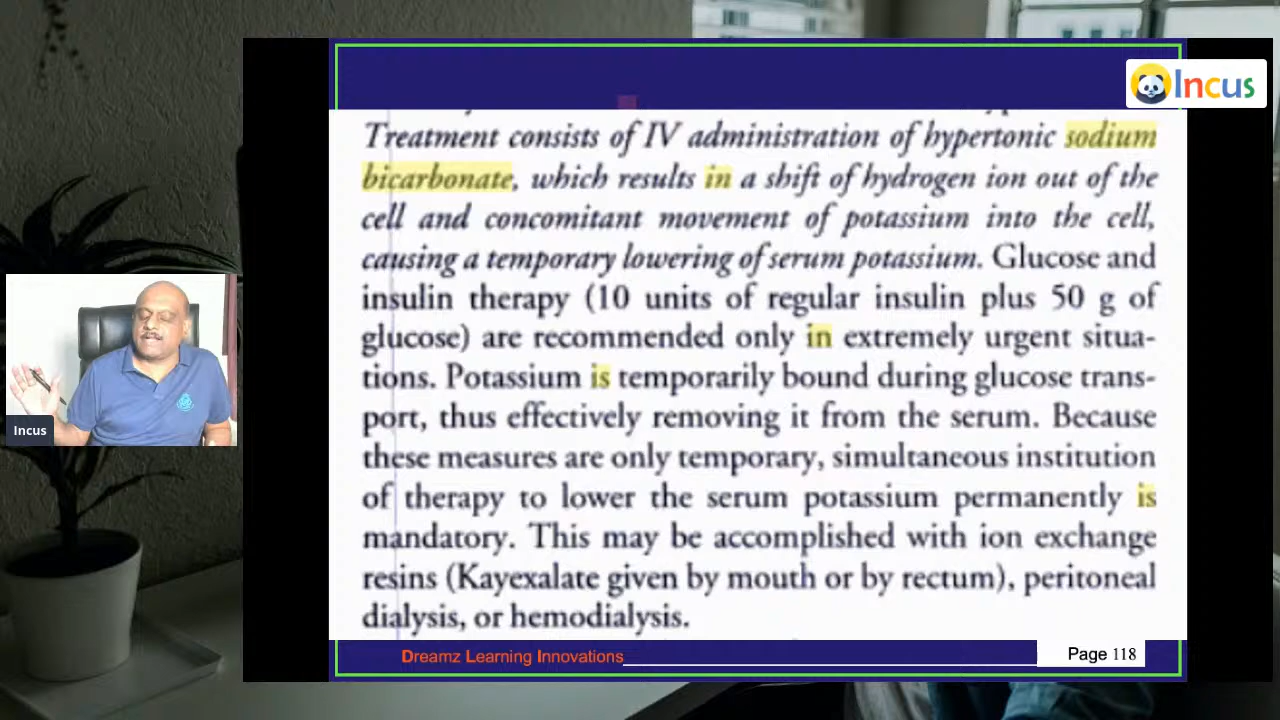 Incus
Treatment consists of IV administration of hypertonic sodium
bicarbonate, which results in a shift of hydrogen ion out of the
cell and concomitant movement of potassium into the cell,
causing a temporary lowering of serum potassium. Glucose and
insulin therapy (10 units of regular insulin plus 50 g of
glucose) are recommended only in extremely urgent situa-
tions. Potassium is temporarily bound during glucose trans-
port, thus effectively removing it from the serum. Because
these measures are only temporary, simultaneous institution
of therapy to lower the serum potassium permanently is
mandatory. This may be accomplished with ion exchange
resins (Kayexalate given by mouth or by rectum), peritoneal
dialysis, or hemodialysis.
Incus
Dreamz Learning Innovations
Page 118